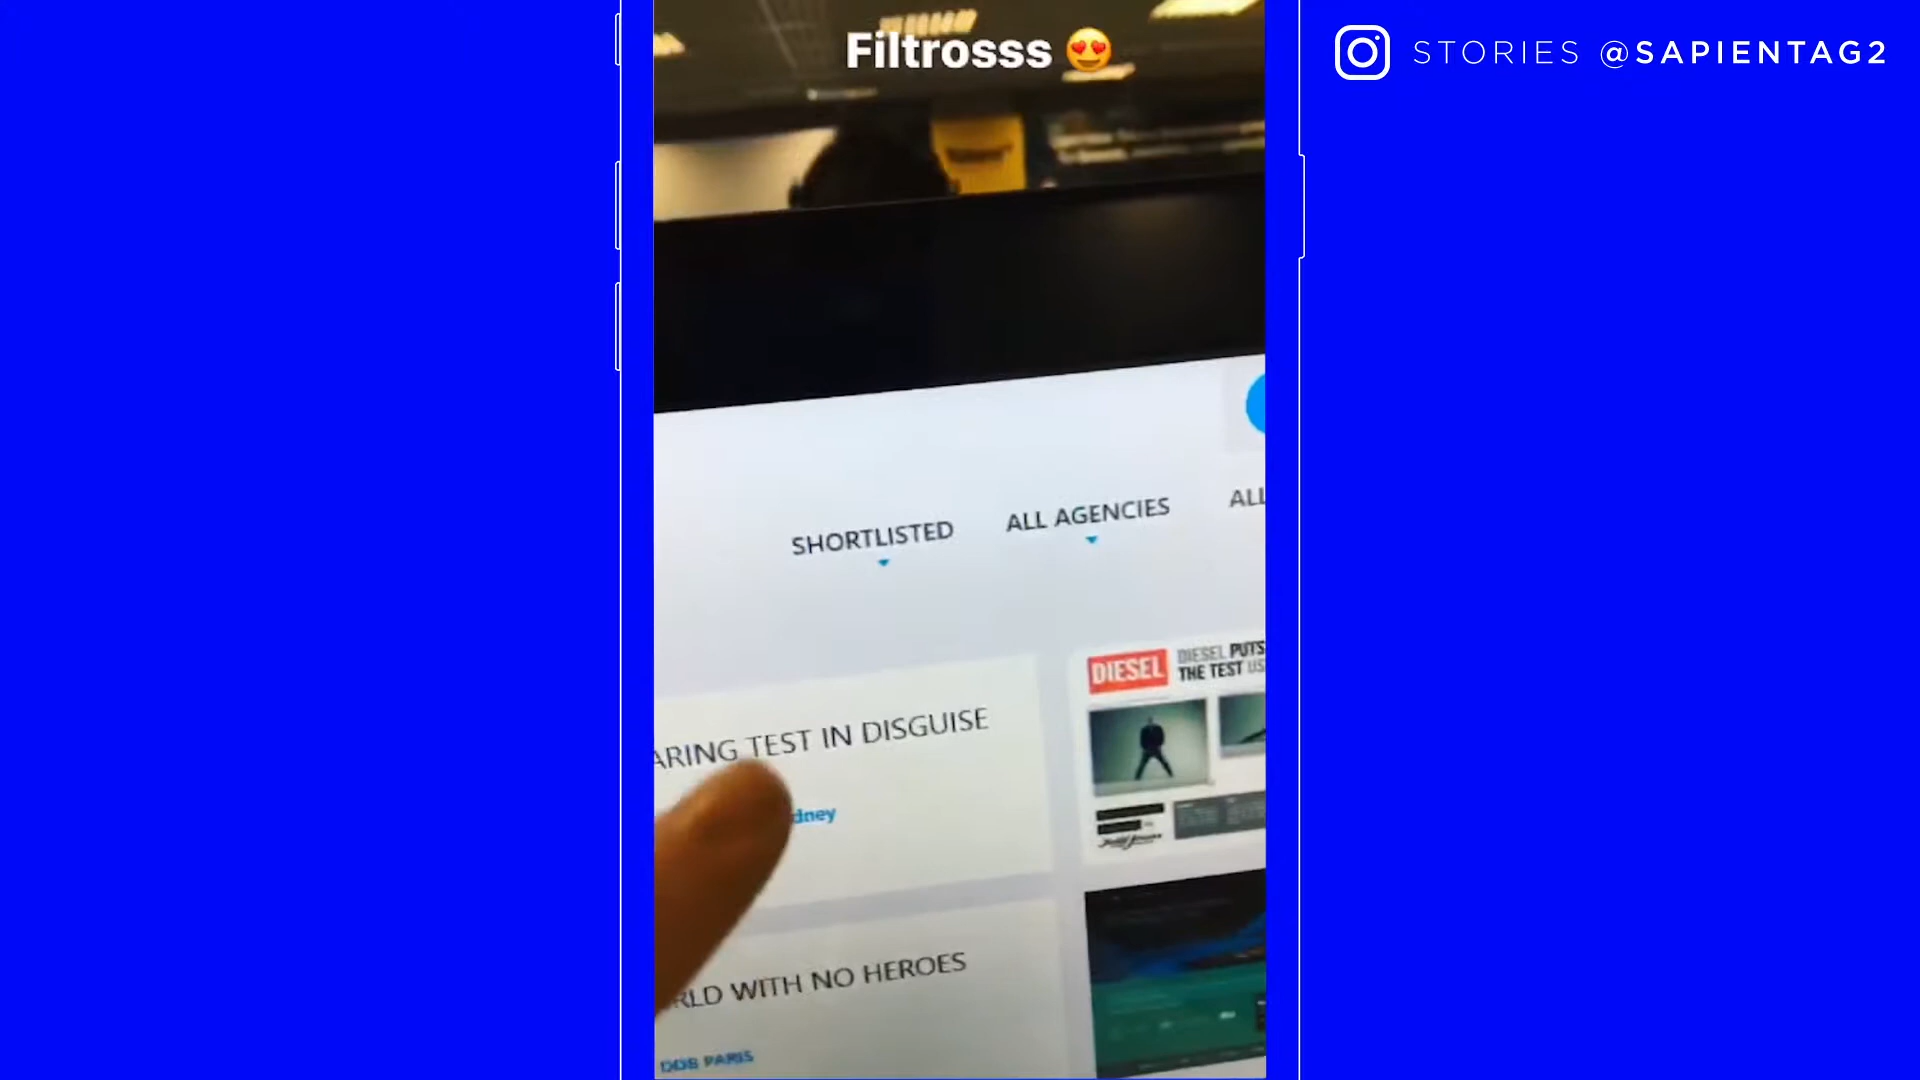 Filtrosss 😍
STORIES @SAPIENTAG2
SHORTLISTED
ALL AGENCIES
ALL
ARING TEST IN DISGUISE
dney
DIESEL
DIESEL PUTS
THE TEST US
RLD WITH NO HEROES
DDB PARIS